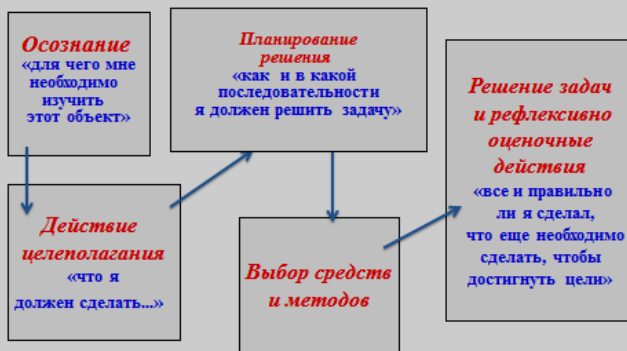 Осознание
«для чего мне
необходимо
изучить
этот объект»
Действие
целеполагания
«что я
должен сделать...»
Планирование
решения
«как и в какой
последовательности
я должен решить задачу»
Выбор средств
и методов
Решение задач
и рефлексивно
оценочные
действия
«все и правильно
ли я сделал,
что еще необходимо
сделать, чтобы
достигнуть цели»